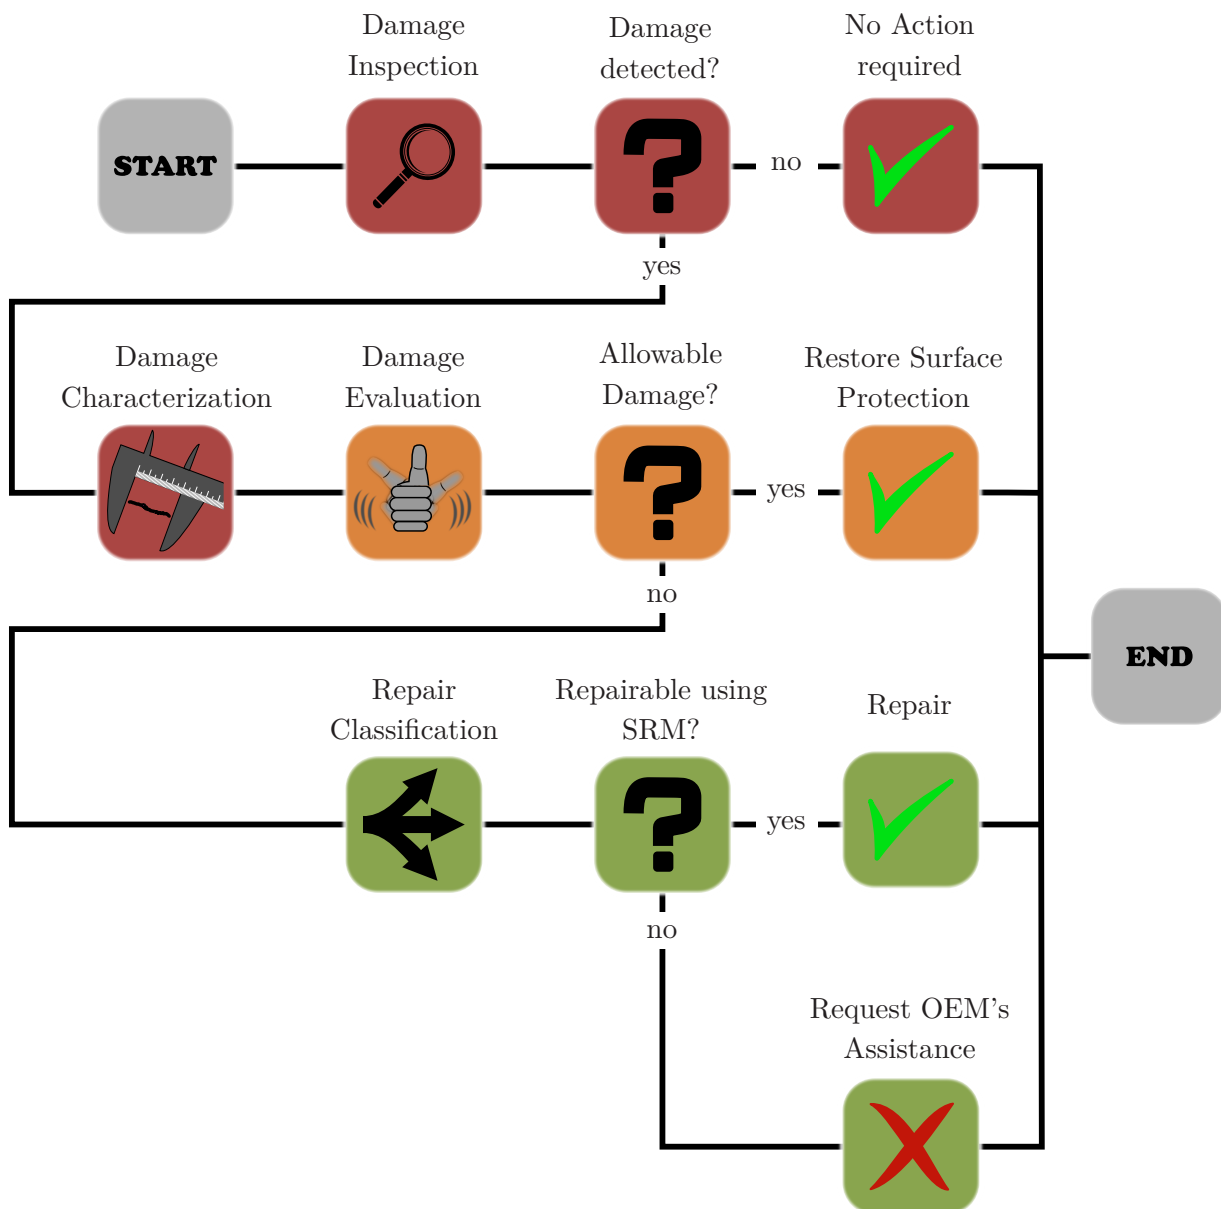 Damage
Inspection
Damage
detected?
No Action
required
START
no
yes
Damage
Characterization
Damage
Evaluation
Allowable
Damage?
Restore Surface
Protection
yes
no
END
Repair
Classification
Repairable using
SRM?
Repair
yes
no
Request OEM's
Assistance